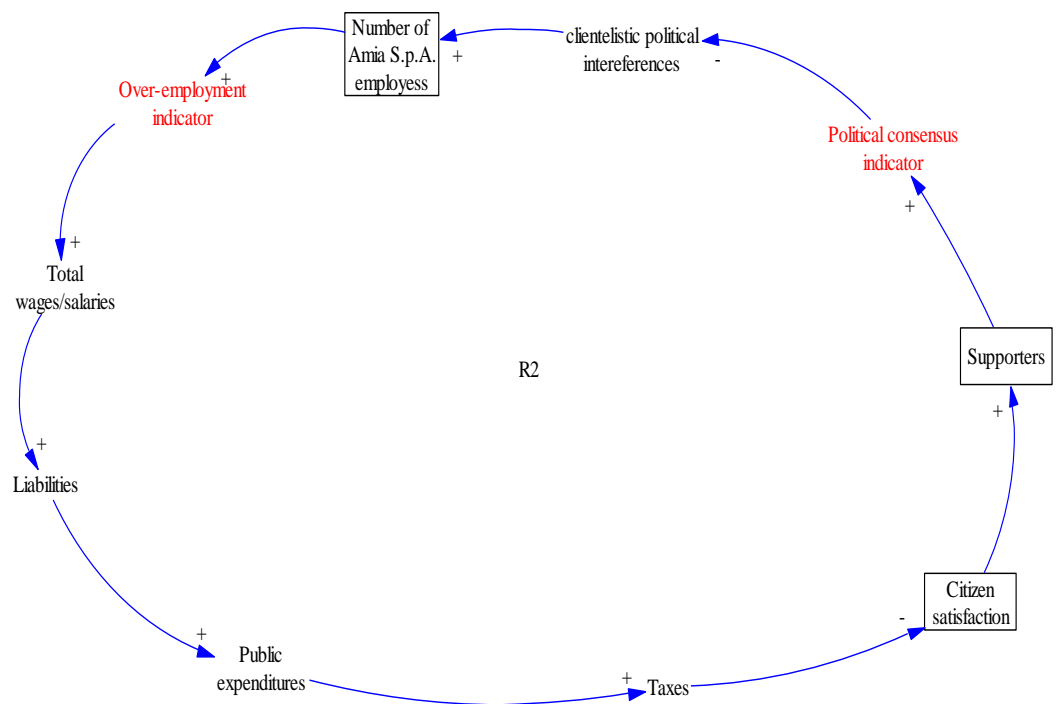 Number of
Amia S.p.A.
employess
+
clientelistic political
intereferences
-
+
Over-employment
indicator
Political consensus
indicator
+
+
Total
wages/salaries
Supporters
R2
+
+
Liabilities
Citizen
satisfaction
-
+
Public
expenditures
+
Taxes